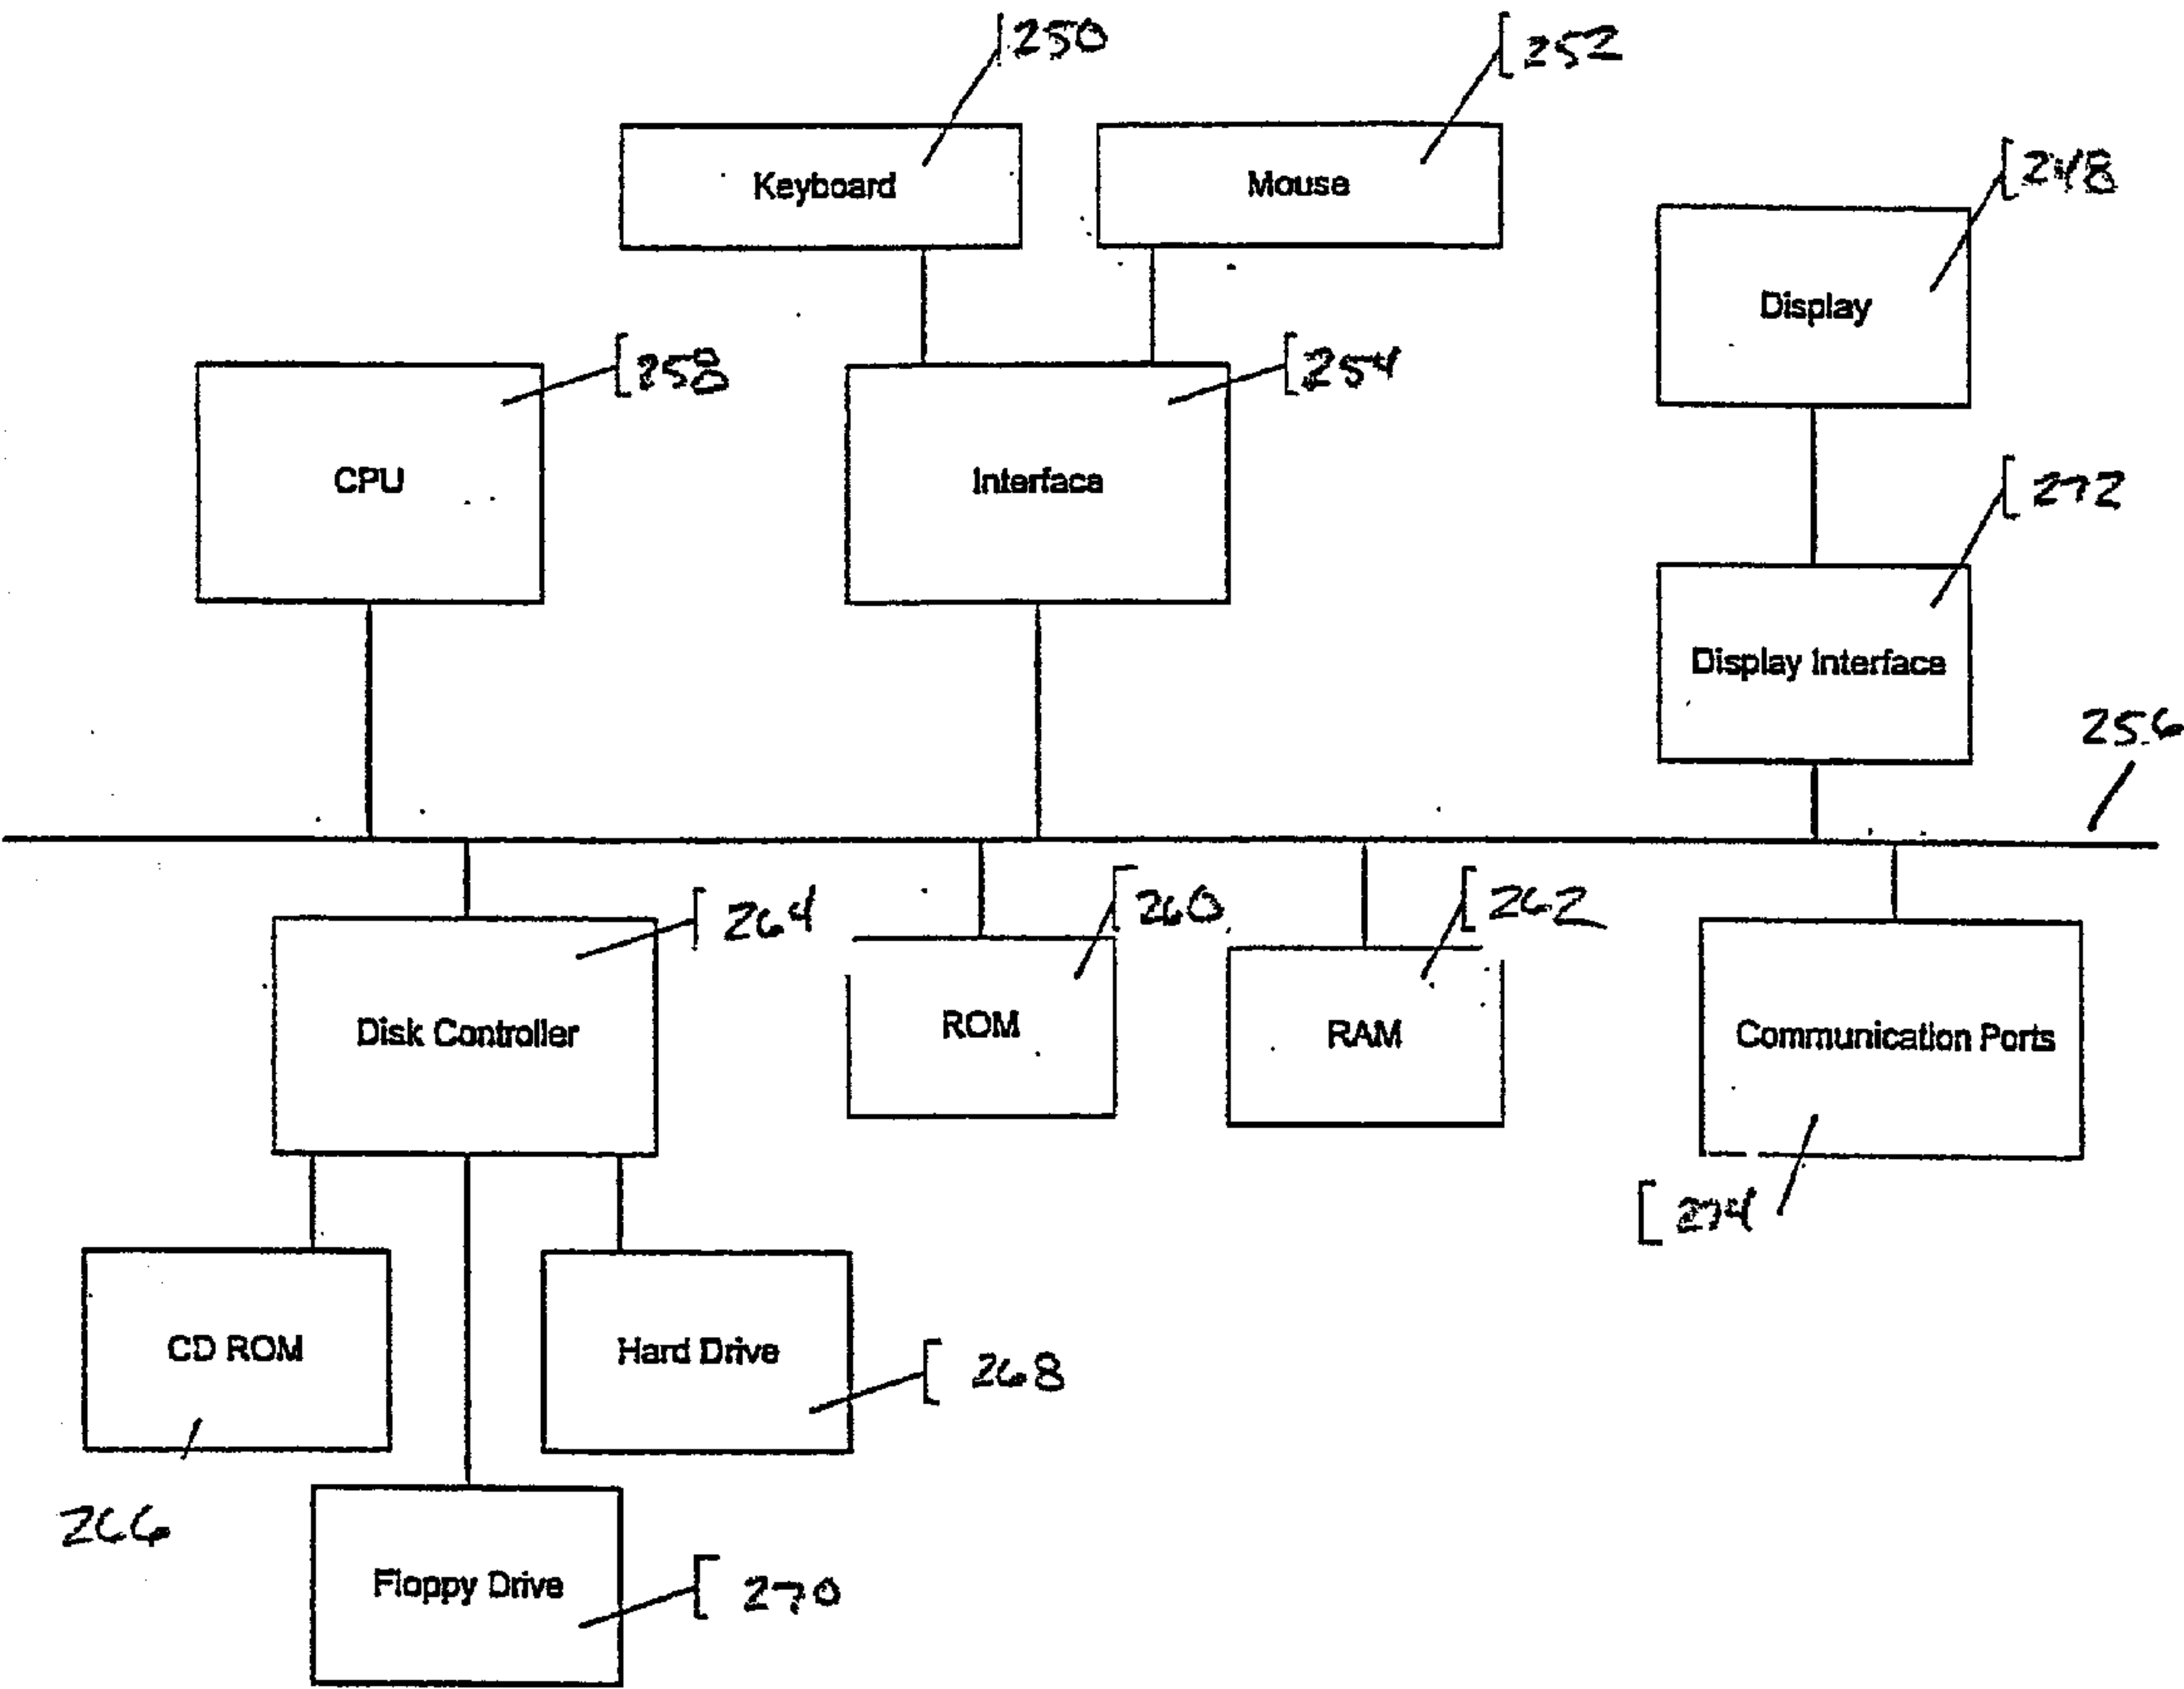 250
252
Keyboard
Mouse
248
Display
258
254
CPU
Interface
272
Display Interface
256
264
260
262
Disk Controller
ROM
RAM
Communication Ports
274
CD ROM
Hard Drive
268
266
Floppy Drive
270